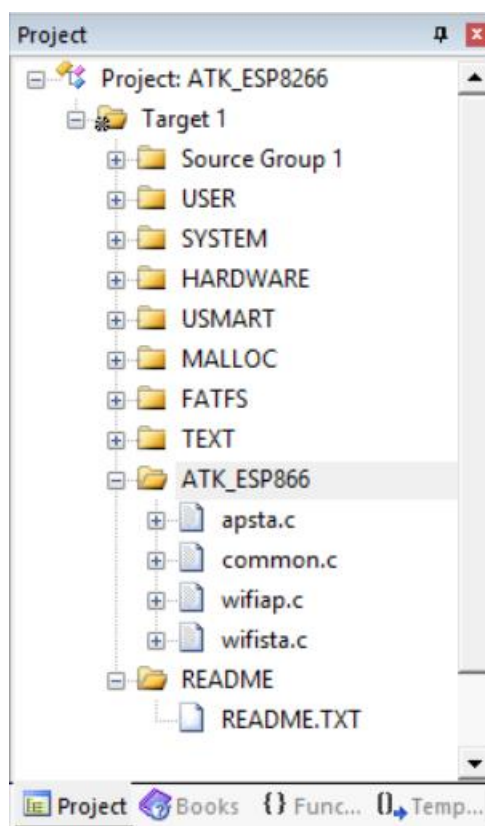 Project
Project: ATK_ESP8266
Target 1
Source Group 1
USER
SYSTEM
HARDWARE
USMART
MALLOC
FATFS
TEXT
ATK_ESP866
apsta.c
common.c
wifiap.c
wifista.c
README
README.TXT
Project Books {} Func... 0 Temp...